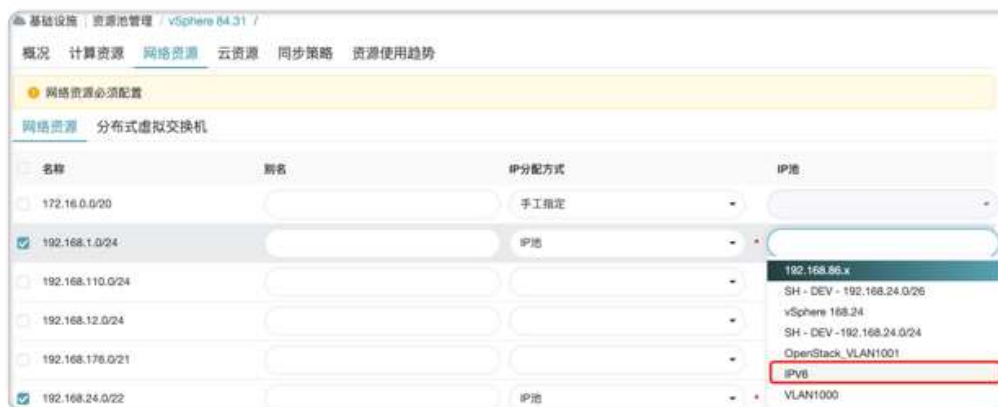 基础设施 / 资源池管理 / vSphere 84.31 /
概况 计算资源 网络资源 云资源 同步策略 资源使用趋势
网络资源必须配置
网络资源 分布式虚拟交换机
名称 别名 IP分配方式 IP池
172.16.0.0/20 手工指定
192.168.1.0/24 IP池 *
192.168.86.x
192.168.110.0/24
SH - DEV - 192.168.24.0/26
vSphere 168.24
192.168.12.0/24
SH - DEV -192.168.24.0/24
OpenStack_VLAN1001
192.168.176.0/21
IPV6
192.168.24.0/22 IP池 * VLAN1000